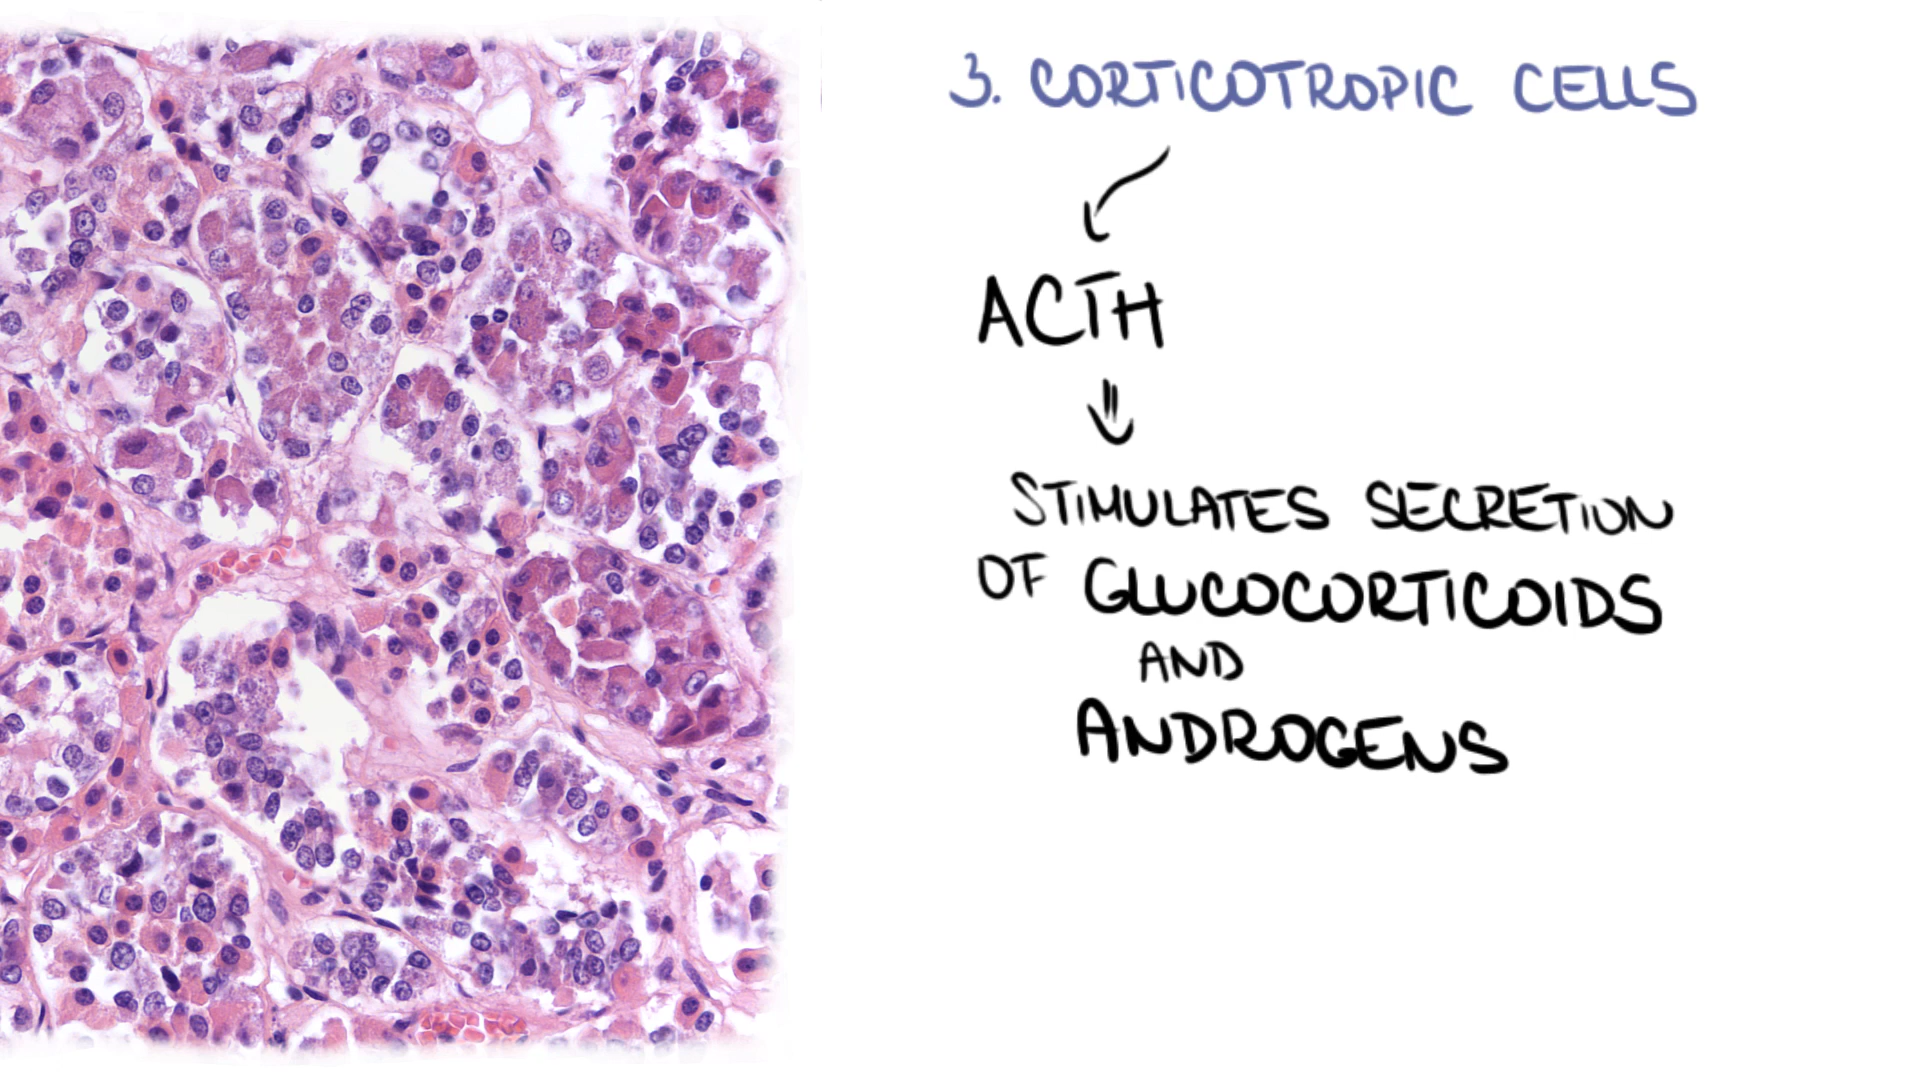 3. CORTICOTROPIC CELLS
ACTH
STIMULATES SECRETION
OF GLUCOCORTICOIDS
AND
ANDROGENS